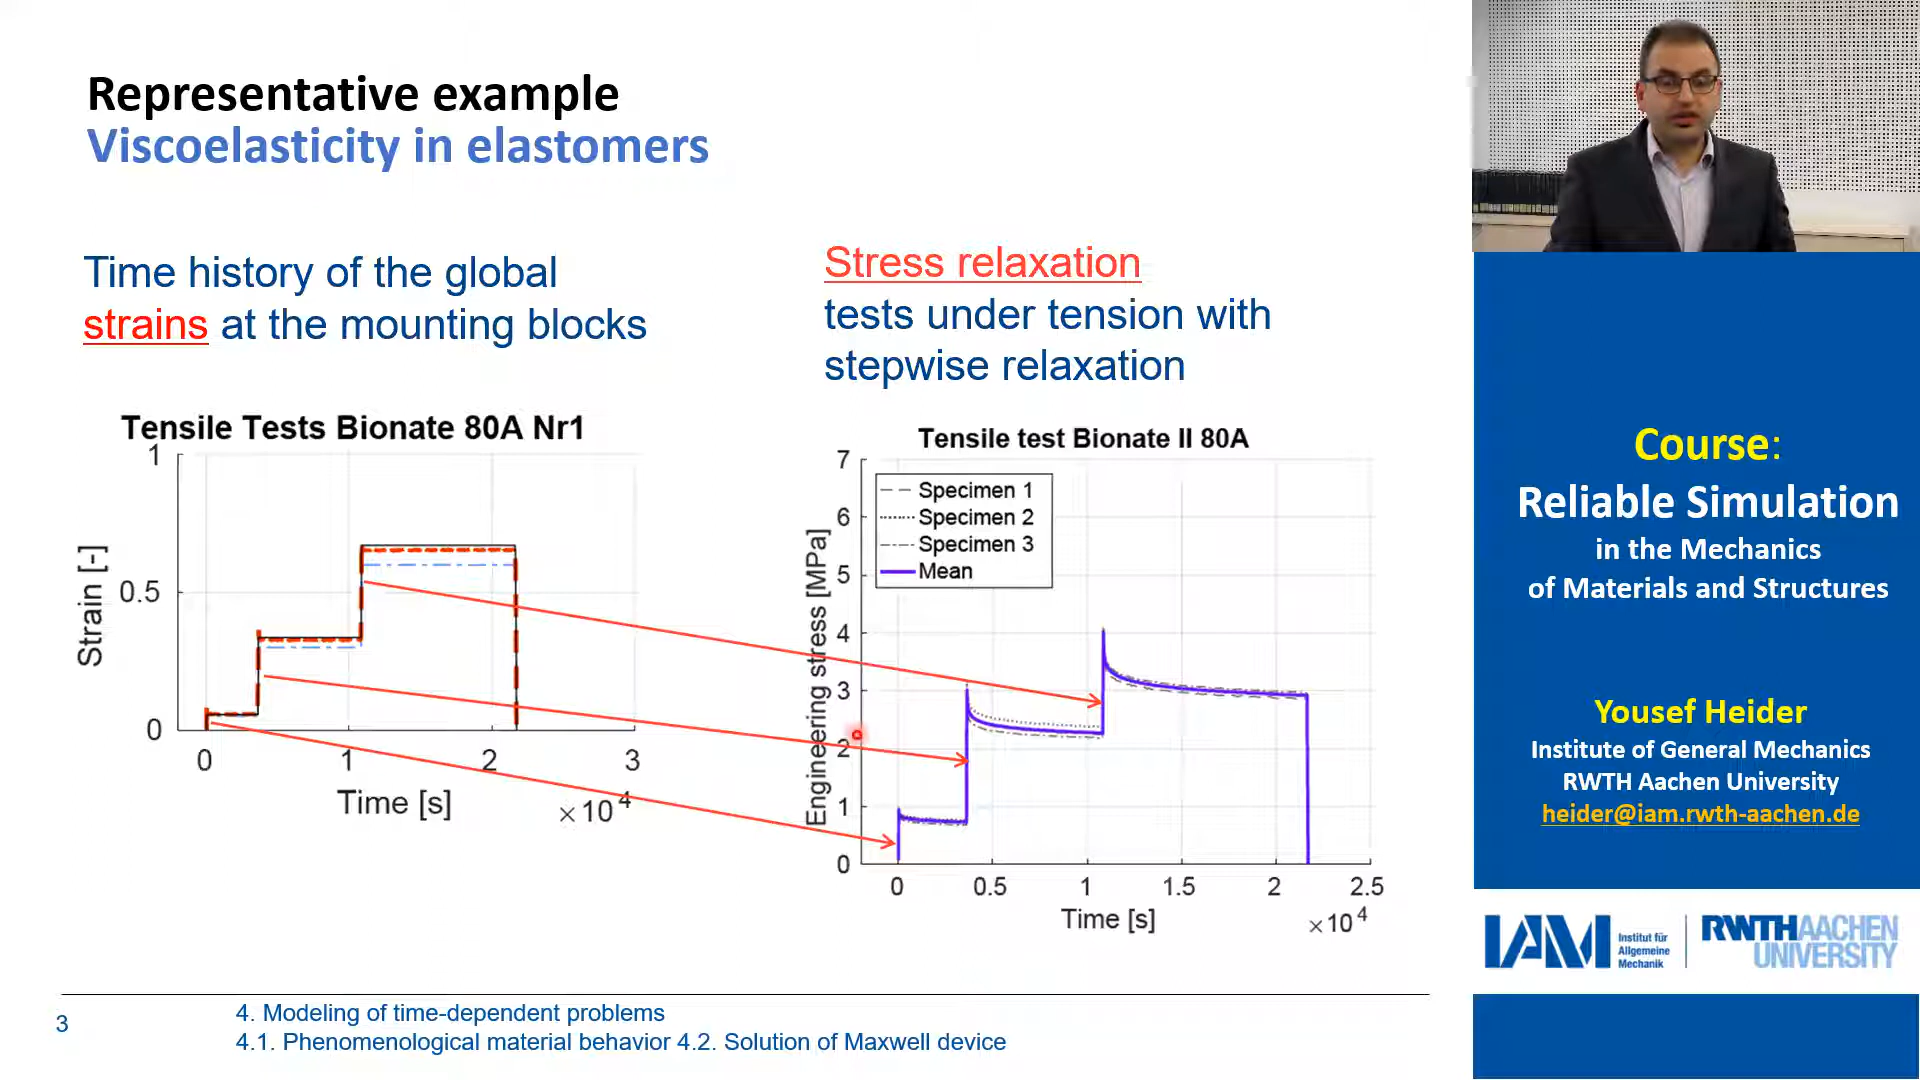 Representative example
Viscoelasticity in elastomers
Time history of the global
strains at the mounting blocks
Stress relaxation
tests under tension with
stepwise relaxation
Tensile Tests Bionate 80A Nr1
1
0.5
0
Strain [-]
0 1 2 3
Time [s]
×10^4
Tensile test Bionate II 80A
7
6
5
4
3
2
1
0
Engineering stress [MPa]
Specimen 1
Specimen 2
Specimen 3
Mean
0 0.5 1 1.5 2 2.5
Time [s]
×10^4
Course:
Reliable Simulation
in the Mechanics
of Materials and Structures
Yousef Heider
Institute of General Mechanics
RWTH Aachen University
heider@iam.rwth-aachen.de
IAM
Institut für
Allgemeine
Mechanik
RWTH AACHEN
UNIVERSITY
3
4. Modeling of time-dependent problems
4.1. Phenomenological material behavior 4.2. Solution of Maxwell device